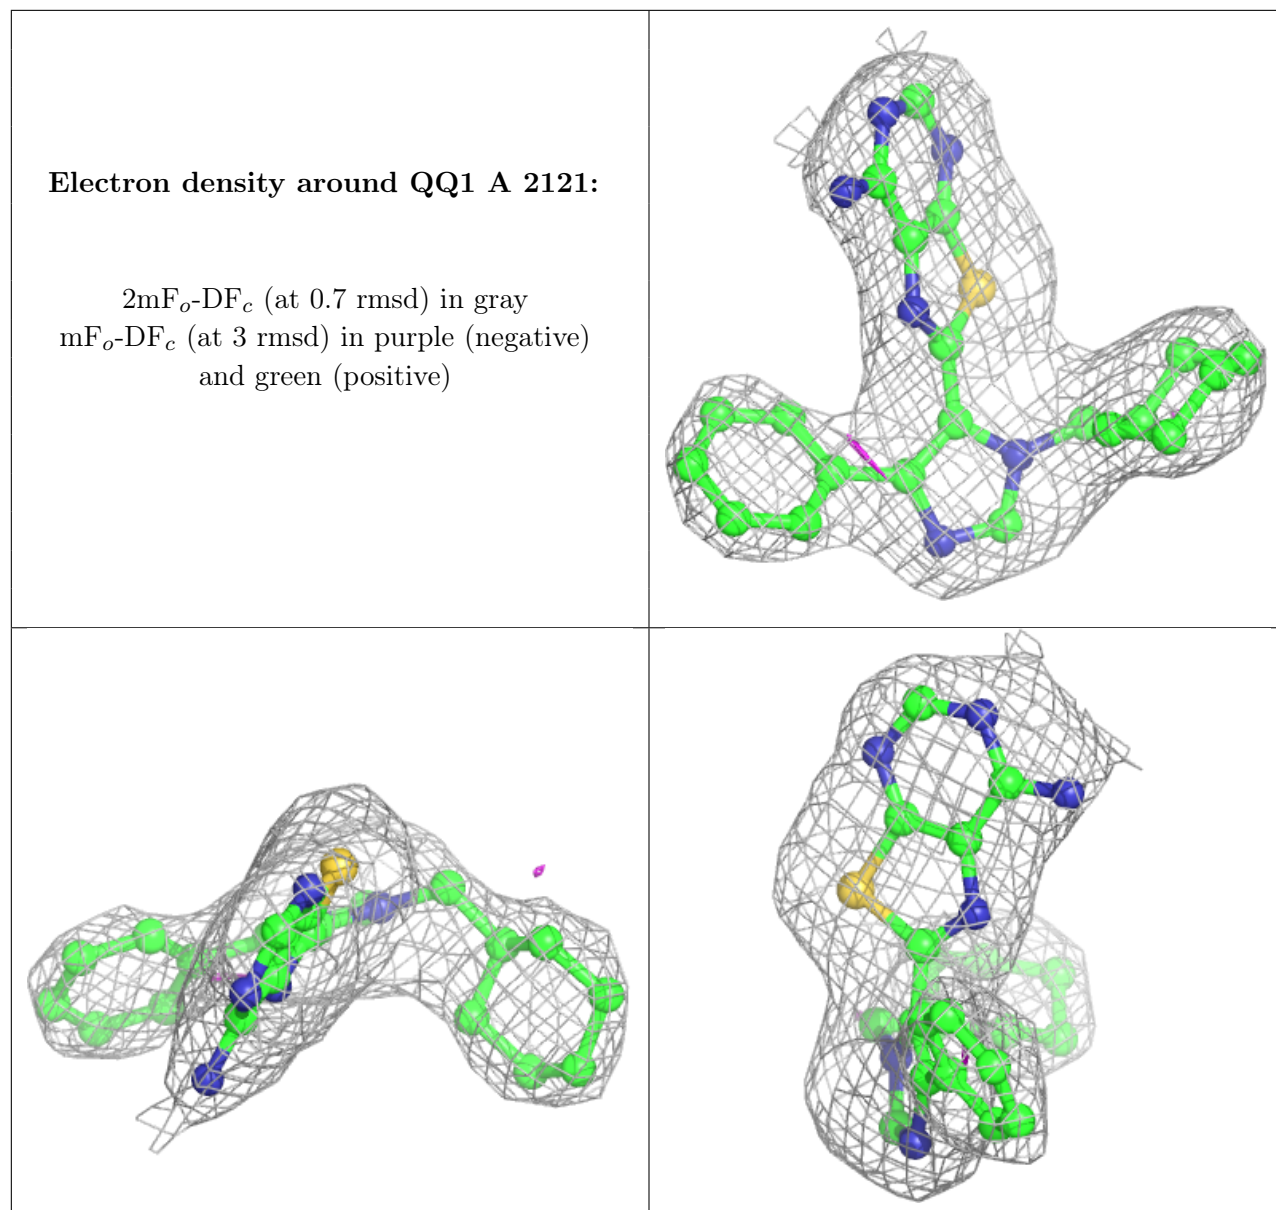 Electron density around QQ1 A 2121:
2mFo-DFc (at 0.7 rmsd) in gray
mFo-DFc (at 3 rmsd) in purple (negative)
and green (positive)